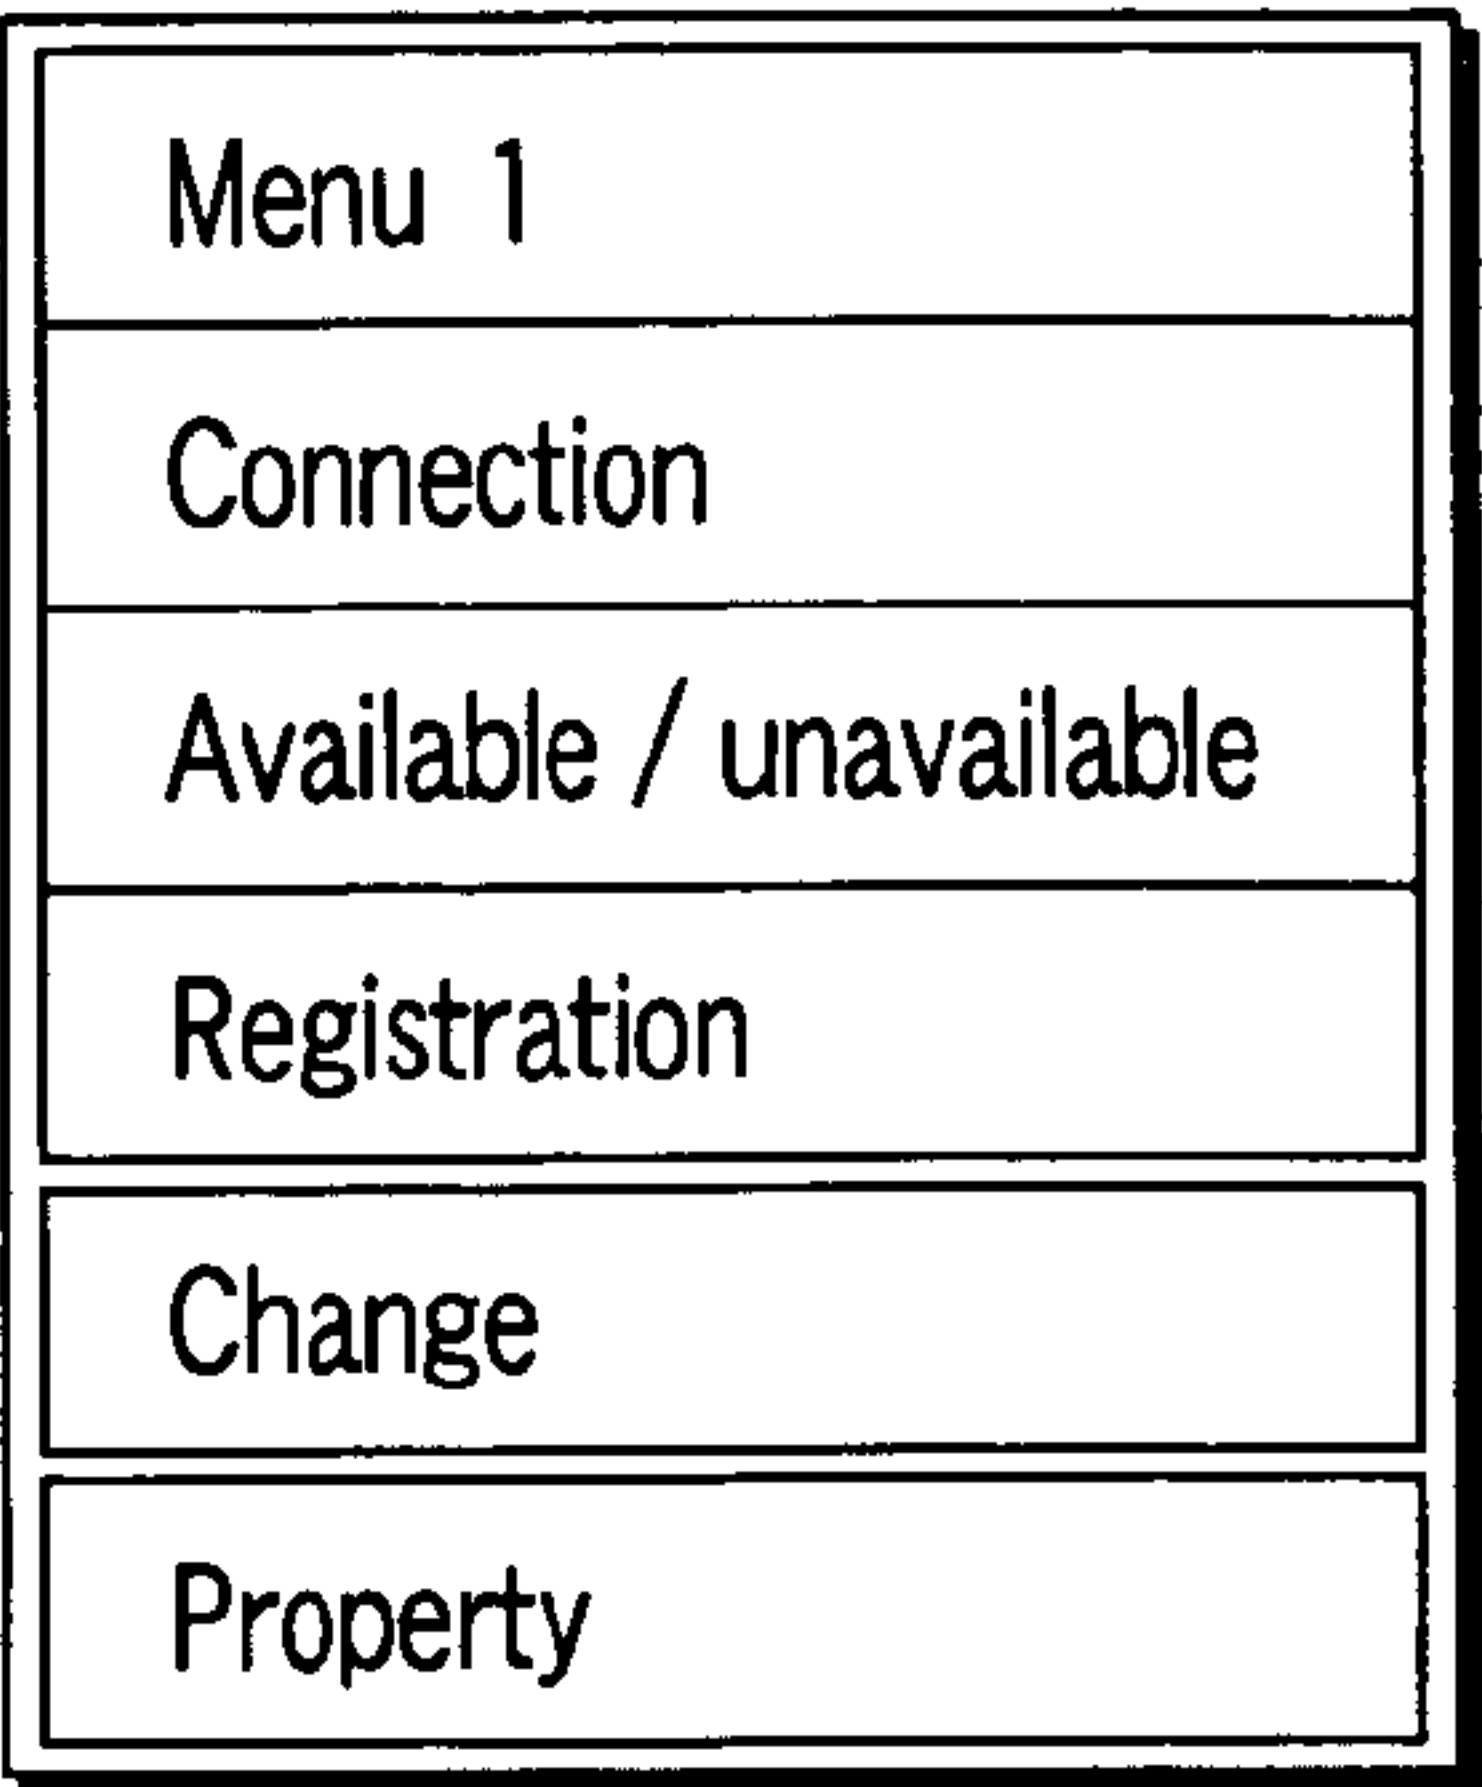 Menu 1
Connection
Available / unavailable
Registration
Change
Property